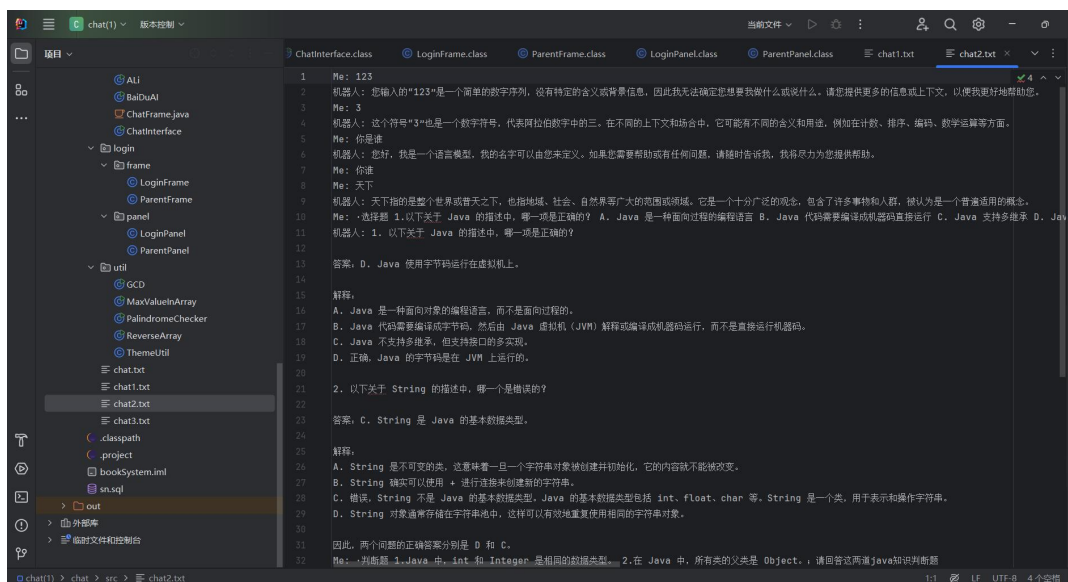 C chat(1) 版本控制 当前文件
项目
ALi
BaiDuAI
ChatFrame.java
ChatInterface
login
frame
LoginFrame
ParentFrame
panel
LoginPanel
ParentPanel
util
GCD
MaxValueInArray
PalindromeChecker
ReverseArray
ThemeUtil
chat.txt
chat1.txt
chat2.txt
chat3.txt
.classpath
.project
bookSystem.iml
sn.sql
out
外部库
临时文件和控制台
ChatInterface.class LoginFrame.class ParentFrame.class LoginPanel.class ParentPanel.class chat1.txt chat2.txt
4
1 Me: 123
2 机器人: 您输入的"123"是一个简单的数字序列，没有特定的含义或背景信息，因此我无法确定您想要我做什么或说什么。请您提供更多的信息或上下文，以便我更好地帮助您。
3 Me: 3
4 机器人: 这个符号"3"也是一个数字符号，代表阿拉伯数字中的三。在不同的上下文和场合中，它可能有不同的含义和用途，例如在计数、排序、编码、数学运算等方面。
5 Me: 你是谁
6 机器人: 您好，我是一个语言模型，我的名字可以由您来定义。如果您需要帮助或有任何问题，请随时告诉我，我将尽力为您提供帮助。
7 Me: 你谁
8 Me: 天下
9 机器人: 天下指的是整个世界或普天之下，也指地域、社会、自然界等广大的范围或领域。它是一个十分广泛的观念，包含了许多事物和人群，被认为是一个普遍适用的概念。
10 Me: ·选择题 1.以下关于 Java 的描述中，哪一项是正确的? A. Java 是一种面向过程的编程语言 B. Java 代码需要编译成机器码直接运行 C. Java 支持多继承 D. Jav
11 机器人: 1. 以下关于 Java 的描述中，哪一项是正确的?
12
13 答案: D. Java 使用字节码运行在虚拟机上。
14
15 解释:
16 A. Java 是一种面向对象的编程语言，而不是面向过程的。
17 B. Java 代码需要编译成字节码，然后由 Java 虚拟机（JVM）解释或编译成机器码运行，而不是直接运行机器码。
18 C. Java 不支持多继承，但支持接口的多实现。
19 D. 正确，Java 的字节码是在 JVM 上运行的。
20
21 2. 以下关于 String 的描述中，哪一个是错误的?
22
23 答案: C. String 是 Java 的基本数据类型。
24
25 解释:
26 A. String 是不可变的类，这意味着一旦一个字符串对象被创建并初始化，它的内容就不能被改变。
27 B. String 确实可以使用 + 进行连接来创建新的字符串。
28 C. 错误，String 不是 Java 的基本数据类型。Java 的基本数据类型包括 int、float、char 等。String 是一个类，用于表示和操作字符串。
29 D. String 对象通常存储在字符串池中，这样可以有效地重复使用相同的字符串对象。
30
31 因此，两个问题的正确答案分别是 D 和 C。
32 Me: ·判断题 1.Java 中，int 和 Integer 是相同的数据类型。 2.在 Java 中，所有类的父类是 Object。；请回答这两道java知识判断题
chat(1) > chat > src > chat2.txt 1:1 LF UTF-8 4 个空格